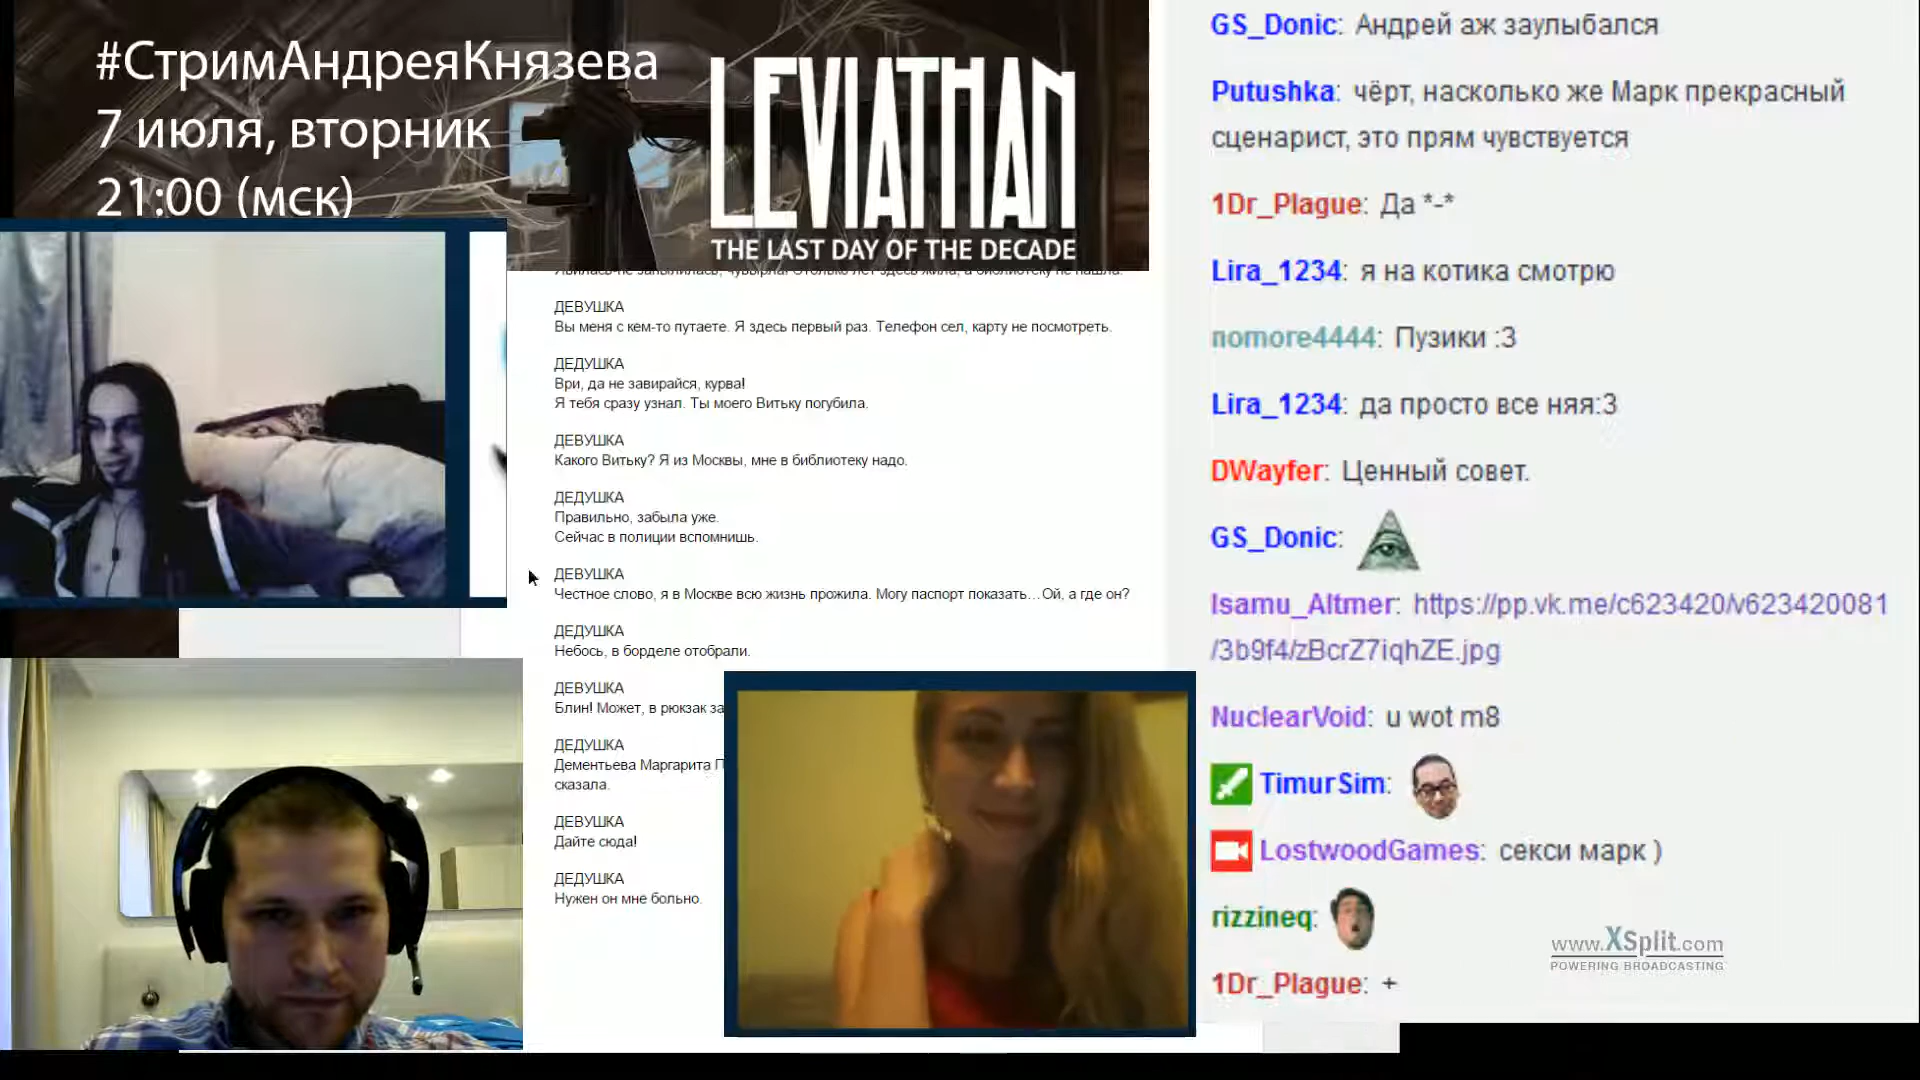 #СтримАндреяКнязева
7 июля, вторник
21:00 (мск)
LEVIATHAN
THE LAST DAY OF THE DECADE
ДЕВУШКА
Вы меня с кем-то путаете. Я здесь первый раз. Телефон сел, карту не посмотреть.
ДЕДУШКА
Ври, да не завирайся, курва!
Я тебя сразу узнал. Ты моего Витьку погубила.
ДЕВУШКА
Какого Витьку? Я из Москвы, мне в библиотеку надо.
ДЕДУШКА
Правильно, забыла уже.
Сейчас в полиции вспомнишь.
ДЕВУШКА
Честное слово, я в Москве всю жизнь прожила. Могу паспорт показать…Ой, а где он?
ДЕДУШКА
Небось, в борделе отобрали.
ДЕВУШКА
Блин! Может, в рюкзак за
ДЕДУШКА
Дементьева Маргарита П
сказала.
ДЕВУШКА
Дайте сюда!
ДЕДУШКА
Нужен он мне больно.
GS_Donic: Андрей аж заулыбался
Putushka: чёрт, насколько же Марк прекрасный
сценарист, это прям чувствуется
1Dr_Plague: Да *-*
Lira_1234: я на котика смотрю
nomore4444: Пузики :3
Lira_1234: да просто все няя:3
DWayfer: Ценный совет.
GS_Donic:
Isamu_Altmer: https://pp.vk.me/c623420/v623420081
/3b9f4/zBcrZ7iqhZE.jpg
NuclearVoid: u wot m8
TimurSim:
LostwoodGames: секси марк )
rizzineq:
1Dr_Plague: +
www.XSplit.com
POWERING BROADCASTING